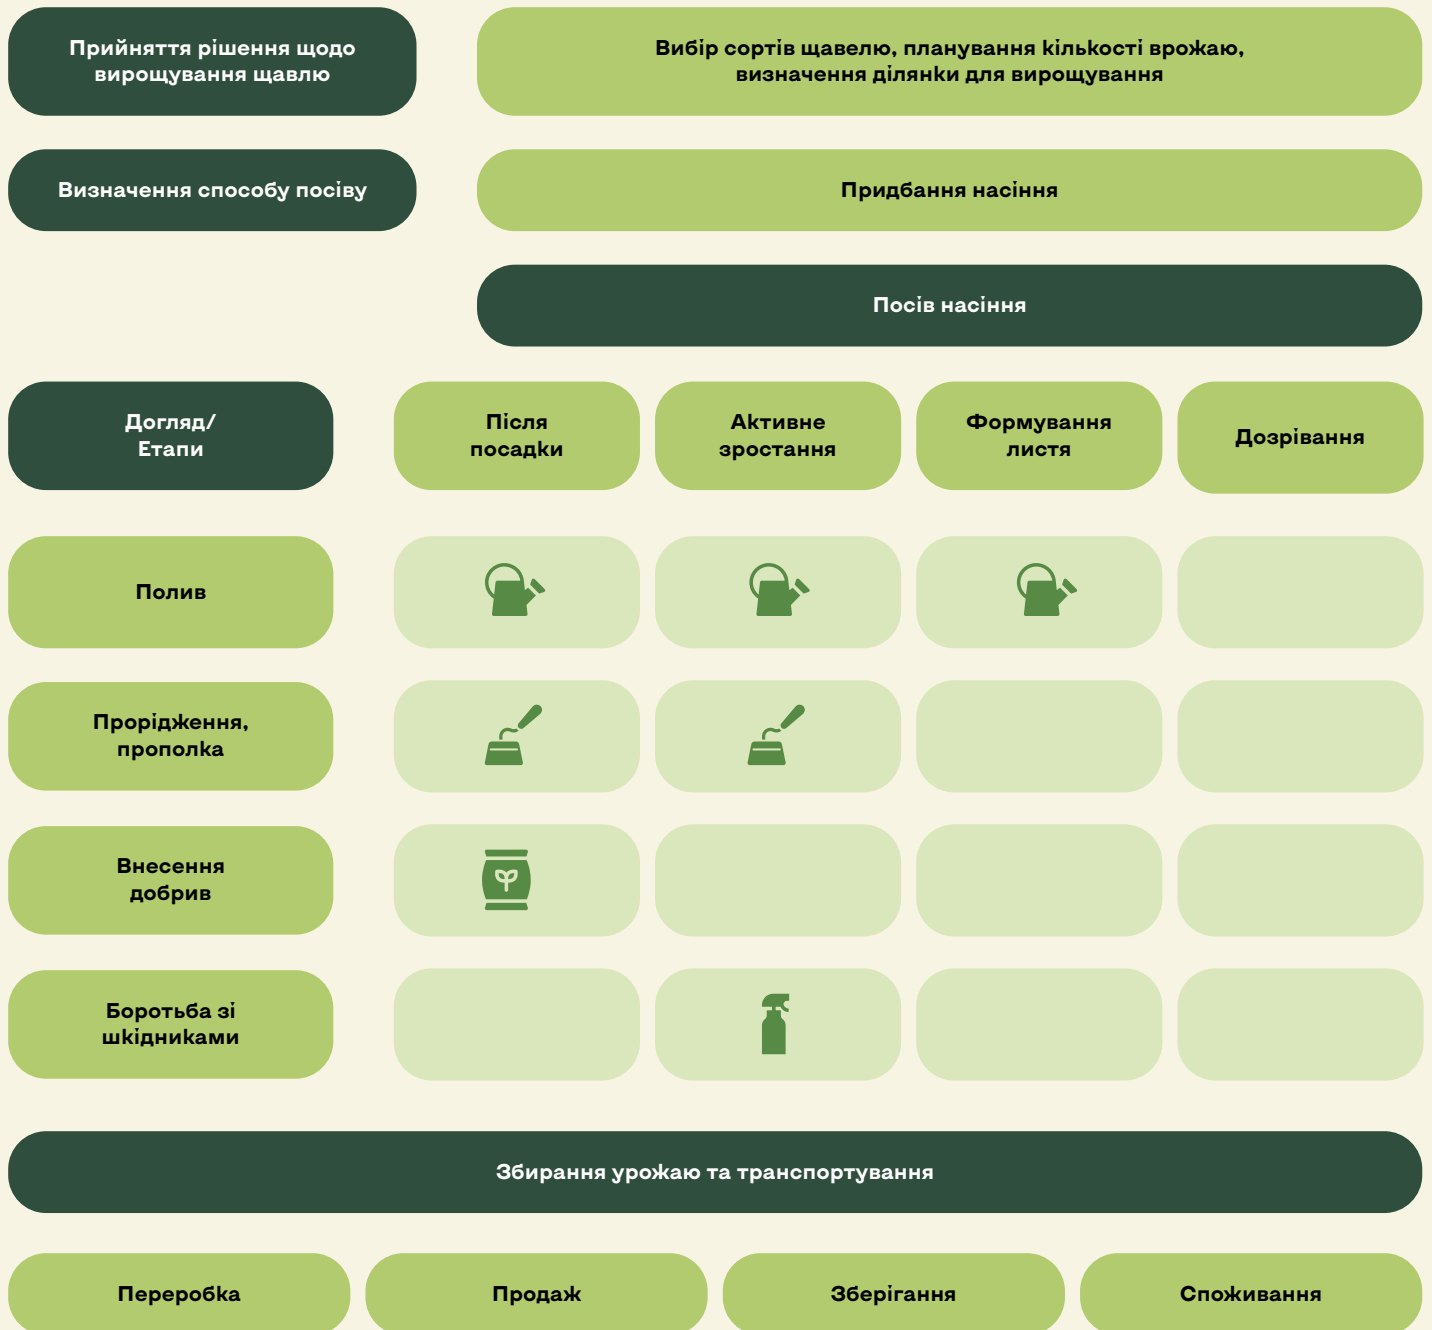 Прийняття рішення щодо
вирощування щавлю
Вибір сортів щавелю, планування кількості врожаю,
визначення ділянки для вирощування
Визначення способу посіву
Придбання насіння
Посів насіння
Догляд/
Етапи
Після
посадки
Активне
зростання
Формування
листя
Дозрівання
Полив
Прорідження,
прополка
Внесення
добрив
Боротьба зі
шкідниками
Збирання урожаю та транспортування
Переробка
Продаж
Зберігання
Споживання